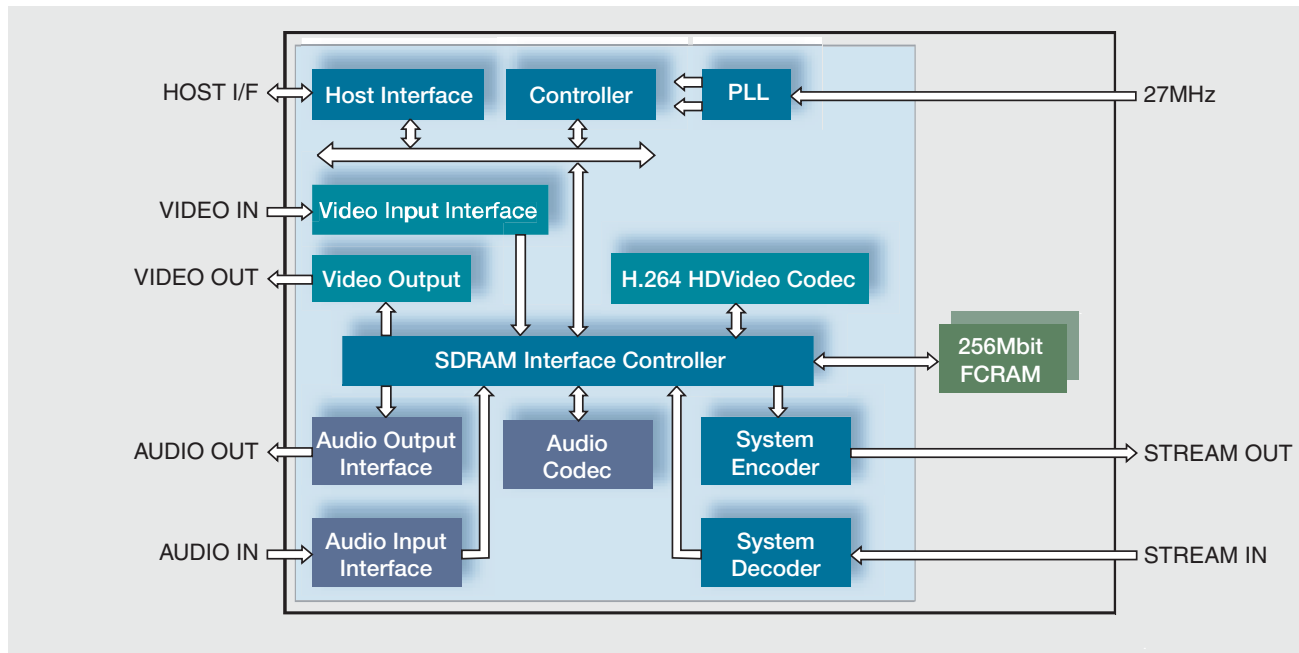 HOST I/F
Host Interface
Controller
PLL
27MHz
VIDEO IN
Video Input Interface
VIDEO OUT
Video Output
H.264 HDVideo Codec
SDRAM Interface Controller
256Mbit
FCRAM
AUDIO OUT
Audio Output
Interface
Audio
Codec
System
Encoder
STREAM OUT
AUDIO IN
Audio Input
Interface
System
Decoder
STREAM IN